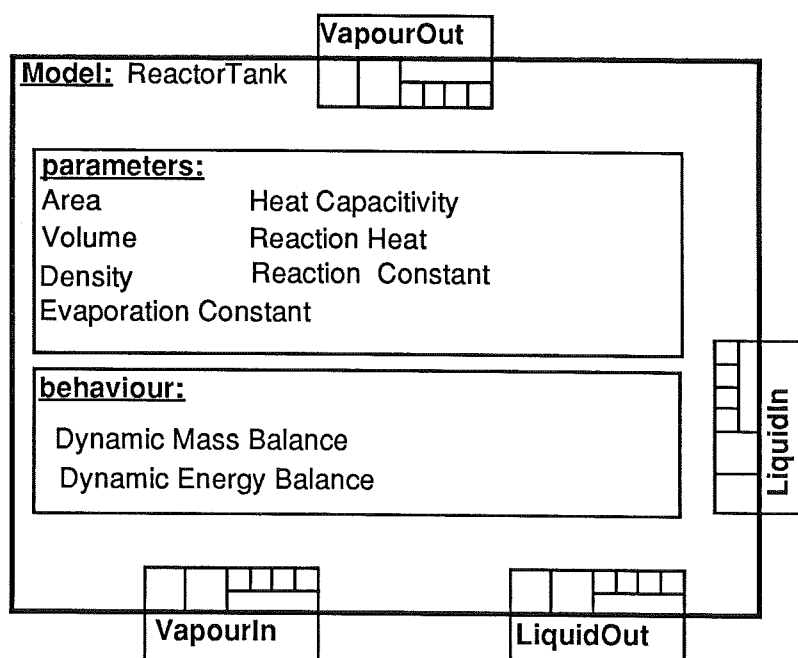 VapourOut
Model: ReactorTank
parameters:
Area Heat Capacitivity
Volume Reaction Heat
Density Reaction Constant
Evaporation Constant
behaviour:
Dynamic Mass Balance
Dynamic Energy Balance
LiquidIn
VapourIn
LiquidOut